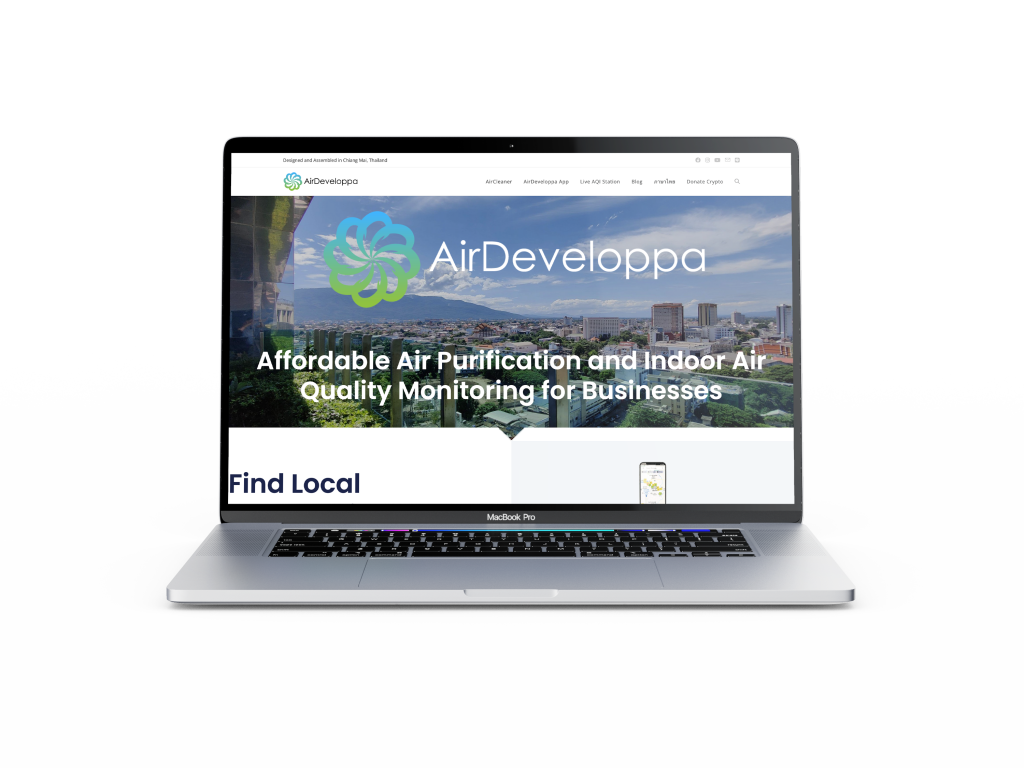 Designed and Assembled in Chiang Mai, Thailand
AirDeveloppa
AirCleaner AirDeveloppa App Live AQI Station Blog ภาษาไทย Donate Crypto
AirDeveloppa
Affordable Air Purification and Indoor Air
Quality Monitoring for Businesses
Find Local
MacBook Pro